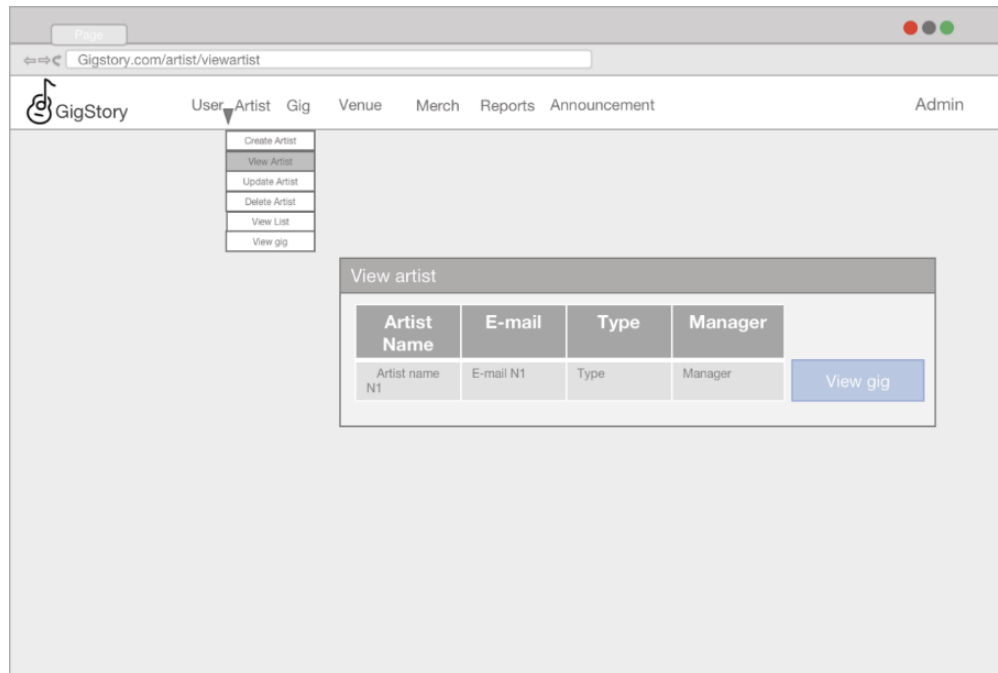 Page
Gigstory.com/artist/viewartist
GigStory
User Artist Gig Venue Merch Reports Announcement Admin
Create Artist
View Artist
Update Artist
Delete Artist
View List
View gig
View artist
Artist Name E-mail Type Manager
Artist name N1 E-mail N1 Type Manager
View gig